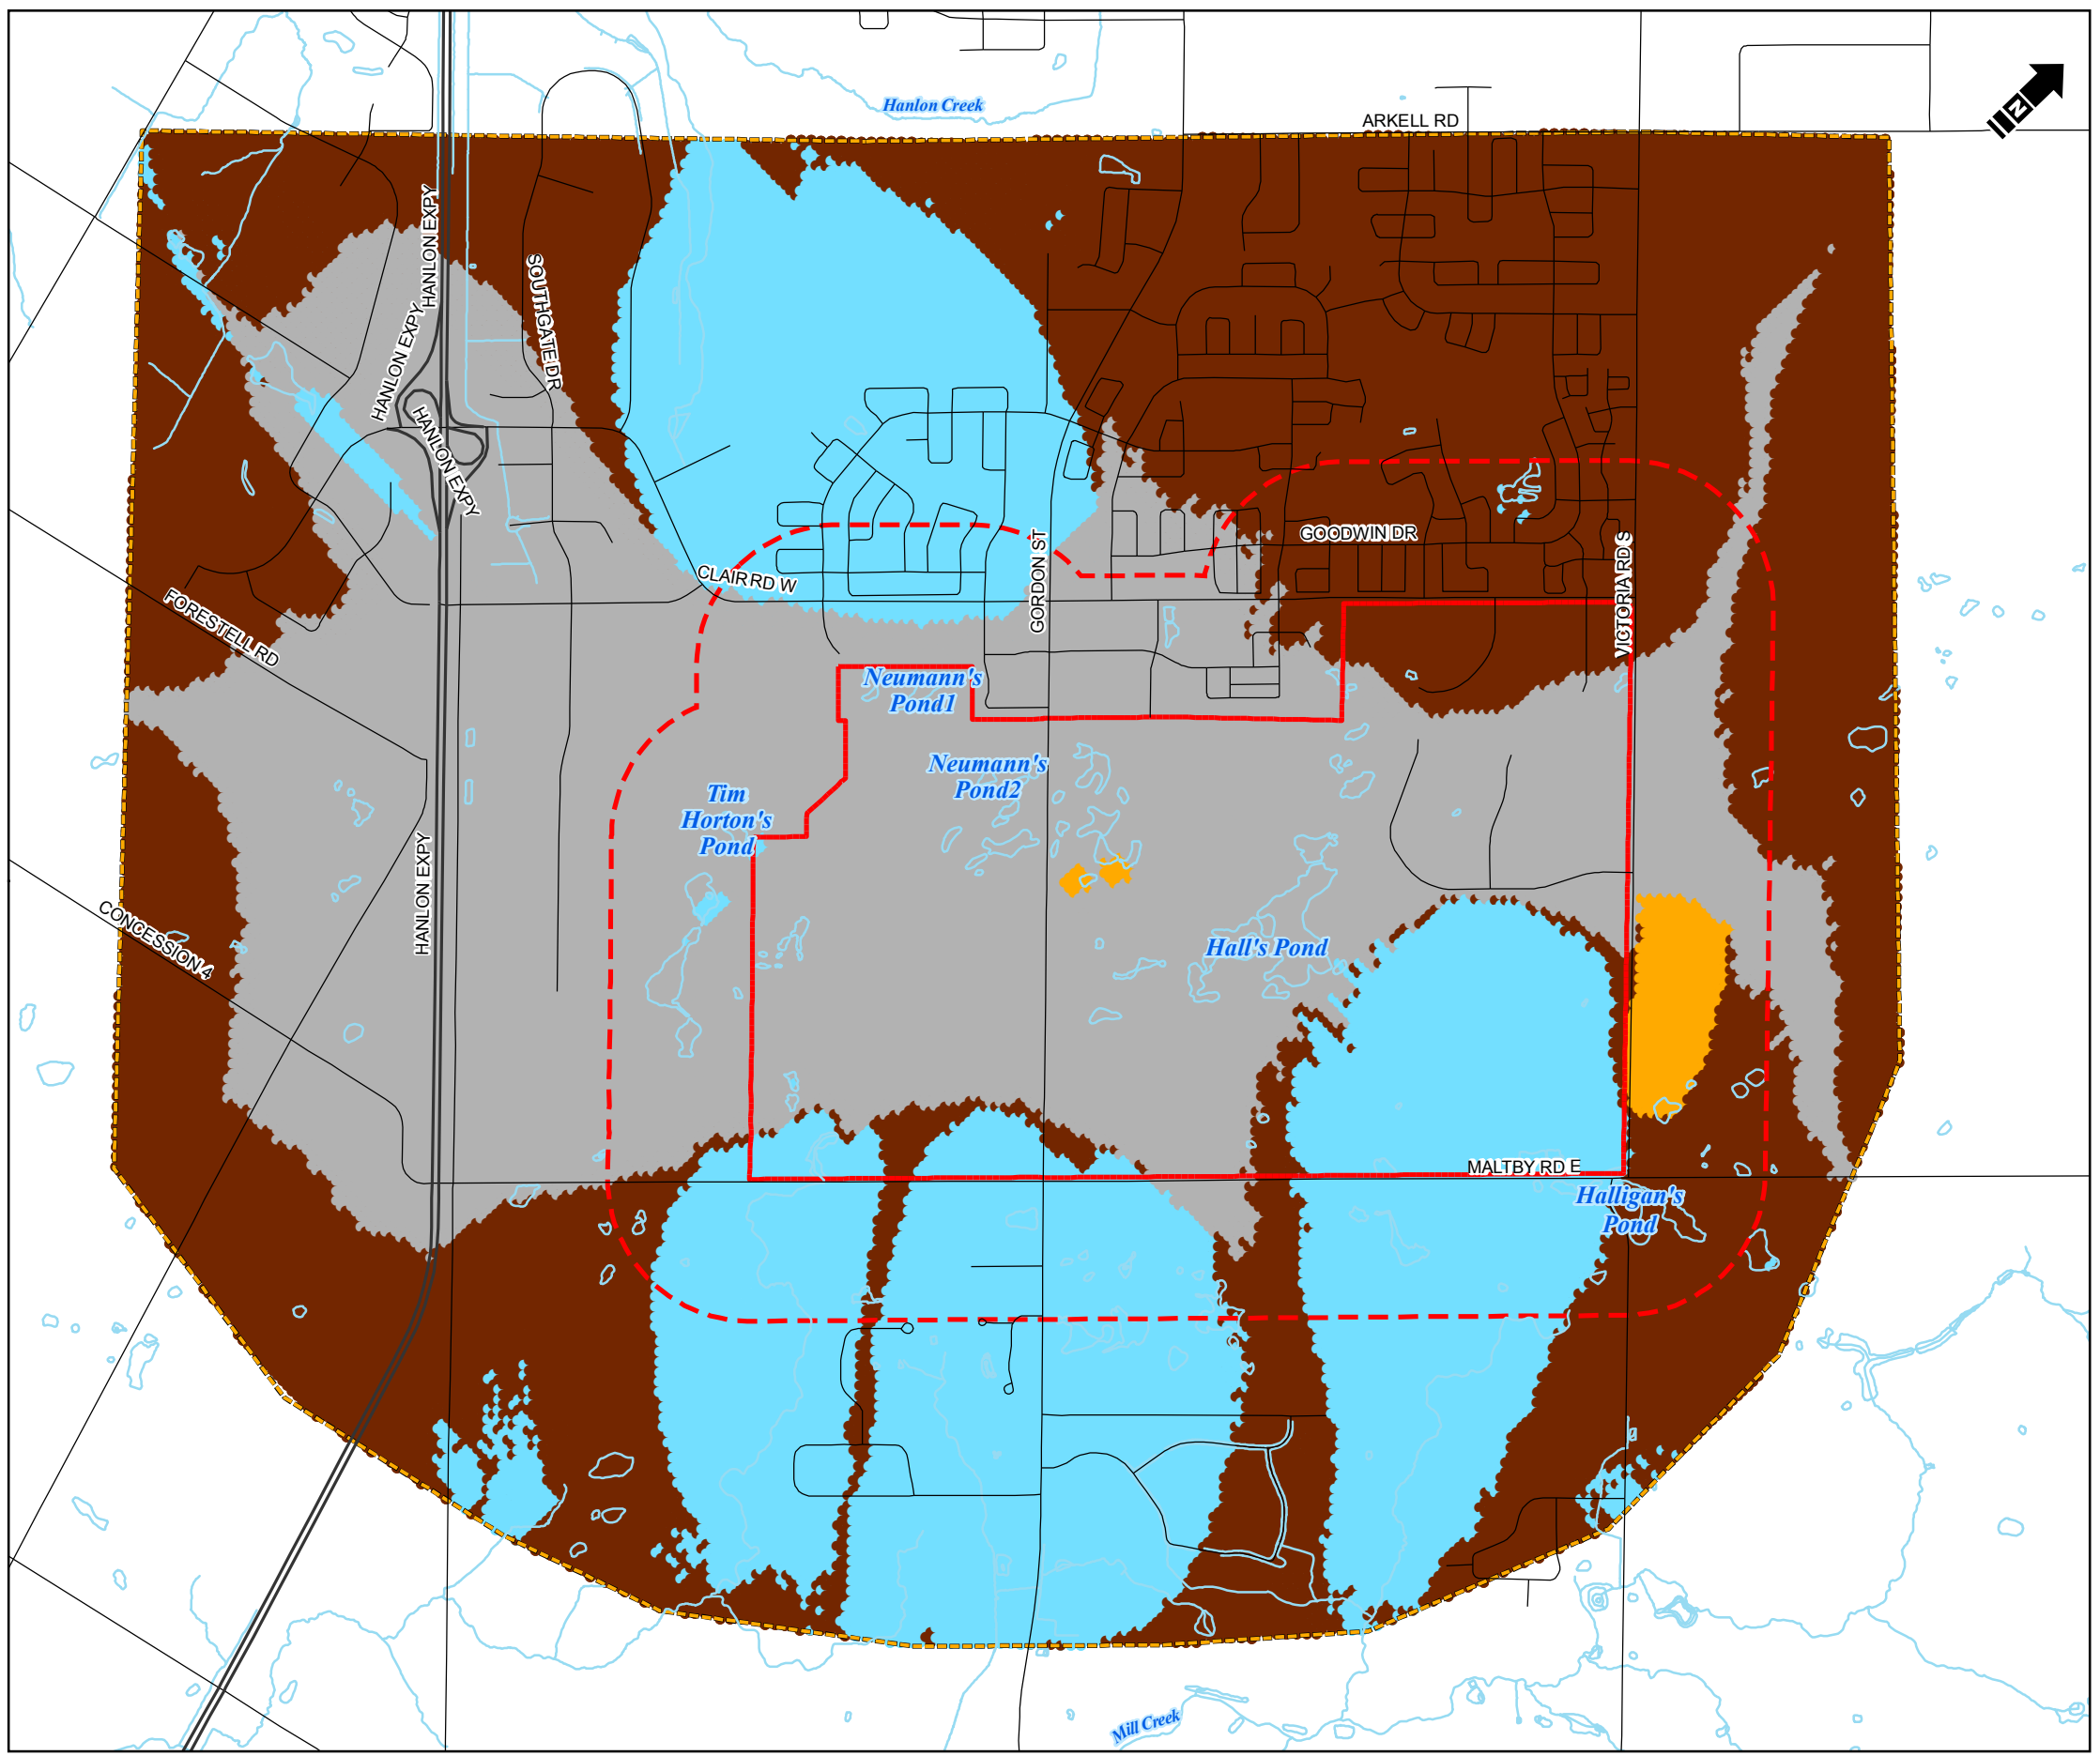 Hanlon Creek
ARKELL RD
N
HANLON EXPY
SOUTHGATE DR
HANLON EXPY
HANLON EXPY
GOODWIN DR
GORDON ST
VICTORIA RD S
CLAIR RD W
FORESTELL RD
Neumann's
Pond1
Neumann's
Pond2
Tim
Horton's
Pond
HANLON EXPY
CONCESSION 4
Hall's Pond
MALTBY RD E
Halligan's
Pond
Mill Creek